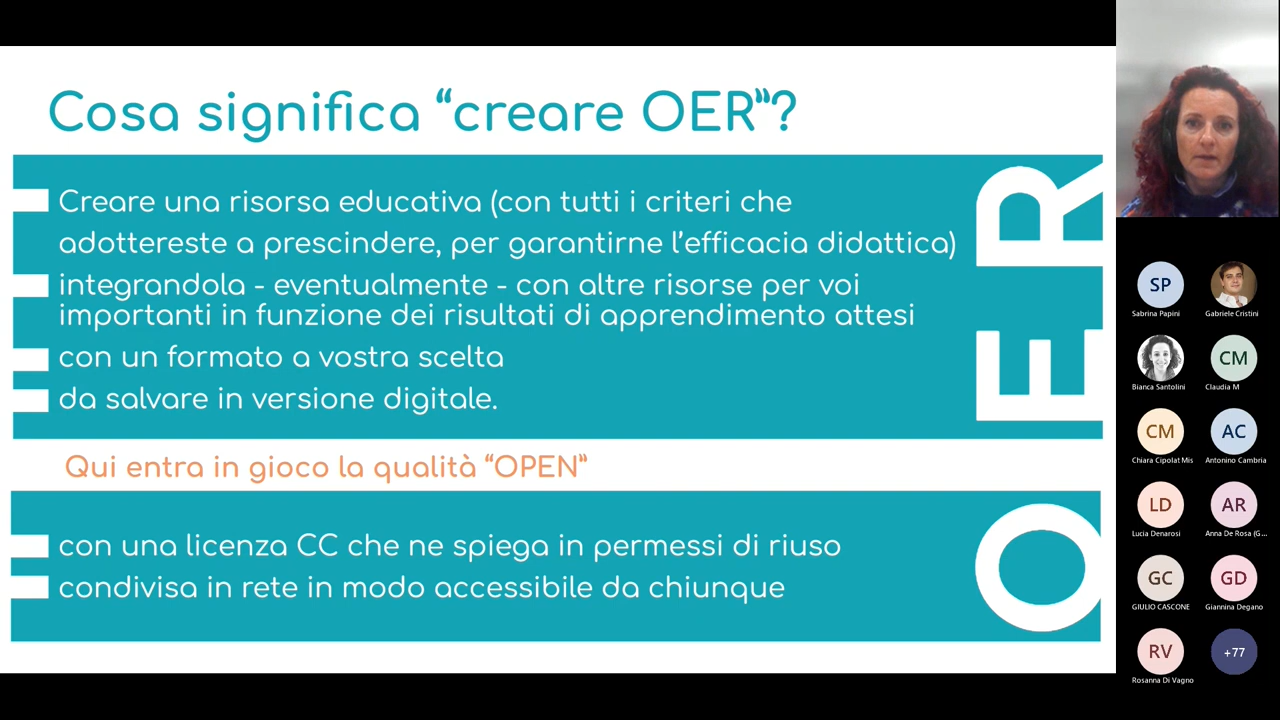 Cosa significa “creare OER”?
Creare una risorsa educativa (con tutti i criteri che
adottereste a prescindere, per garantirne l’efficacia didattica)
integrandola - eventualmente - con altre risorse per voi
importanti in funzione dei risultati di apprendimento attesi
con un formato a vostra scelta
da salvare in versione digitale.
ER
Qui entra in gioco la qualità “OPEN”
con una licenza CC che ne spiega in permessi di riuso
condivisa in rete in modo accessibile da chiunque
O
SP
Sabrina Papini
Gabriele Cristini
Bianca Santolini
CM
Claudia M
CM
Chiara Cipolat Mis
AC
Antonino Cambria
LD
Lucia Denarosi
AR
Anna De Rosa (G...
GC
GIULIO CASCONE
GD
Giannina Degano
RV
Rosanna Di Vagno
+77